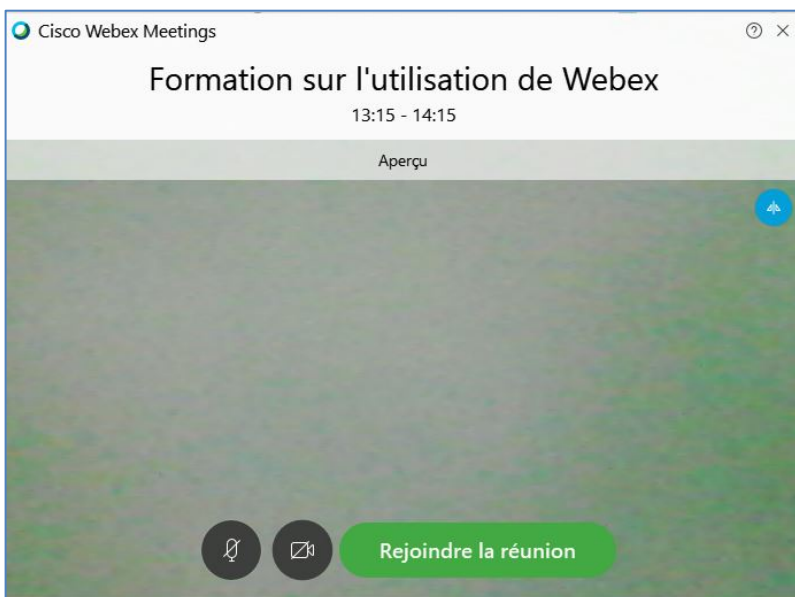 Cisco Webex Meetings
Formation sur l'utilisation de Webex
13:15 - 14:15
Aperçu
Rejoindre la réunion